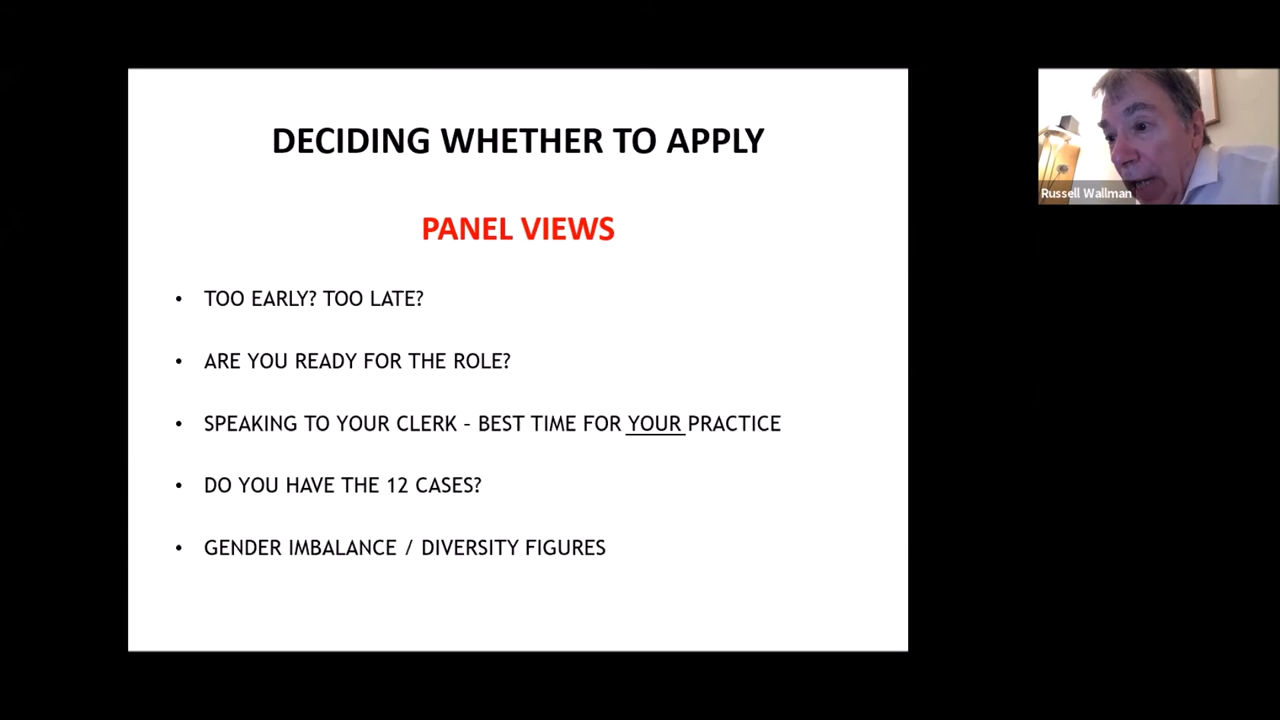 DECIDING WHETHER TO APPLY
PANEL VIEWS
• TOO EARLY? TOO LATE?
• ARE YOU READY FOR THE ROLE?
• SPEAKING TO YOUR CLERK – BEST TIME FOR YOUR PRACTICE
• DO YOU HAVE THE 12 CASES?
• GENDER IMBALANCE / DIVERSITY FIGURES
Russell Wallman